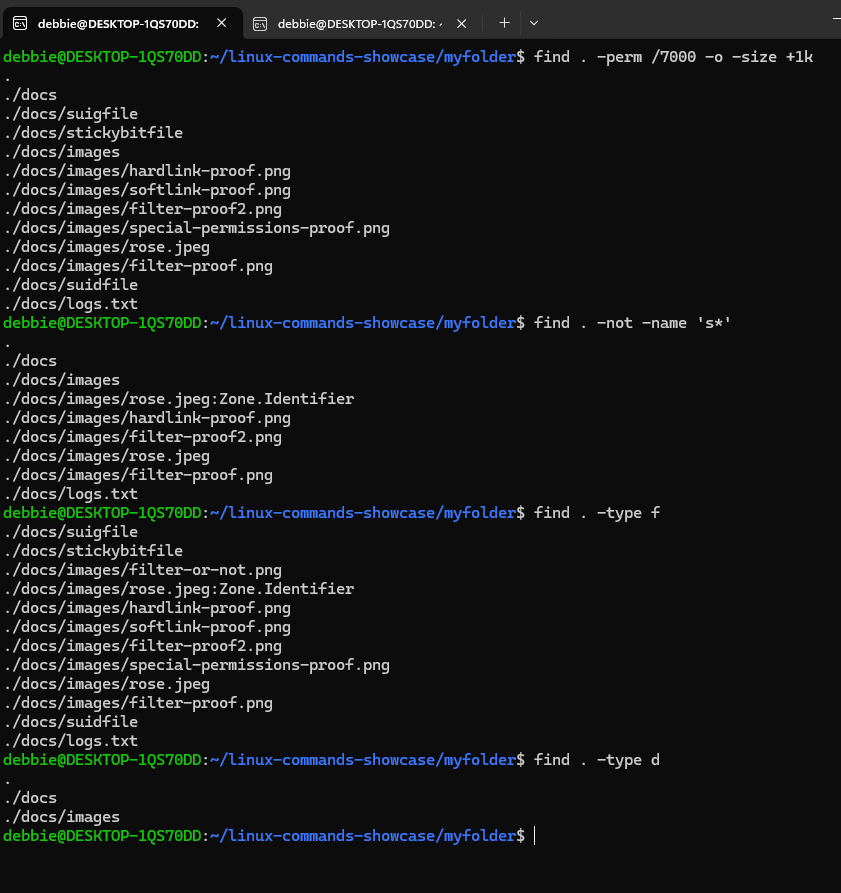 debbie@DESKTOP-1QS70DD: debbie@DESKTOP-1QS70DD:
debbie@DESKTOP-1QS70DD:~/linux-commands-showcase/myfolder$ find . -perm /7000 -o -size +1k
.
./docs
./docs/suigfile
./docs/stickybitfile
./docs/images
./docs/images/hardlink-proof.png
./docs/images/softlink-proof.png
./docs/images/filter-proof2.png
./docs/images/special-permissions-proof.png
./docs/images/rose.jpeg
./docs/images/filter-proof.png
./docs/suidfile
./docs/logs.txt
debbie@DESKTOP-1QS70DD:~/linux-commands-showcase/myfolder$ find . -not -name 's*'
.
./docs
./docs/images
./docs/images/rose.jpeg:Zone.Identifier
./docs/images/hardlink-proof.png
./docs/images/filter-proof2.png
./docs/images/rose.jpeg
./docs/images/filter-proof.png
./docs/logs.txt
debbie@DESKTOP-1QS70DD:~/linux-commands-showcase/myfolder$ find . -type f
./docs/suigfile
./docs/stickybitfile
./docs/images/filter-or-not.png
./docs/images/rose.jpeg:Zone.Identifier
./docs/images/hardlink-proof.png
./docs/images/softlink-proof.png
./docs/images/filter-proof2.png
./docs/images/special-permissions-proof.png
./docs/images/rose.jpeg
./docs/images/filter-proof.png
./docs/suidfile
./docs/logs.txt
debbie@DESKTOP-1QS70DD:~/linux-commands-showcase/myfolder$ find . -type d
.
./docs
./docs/images
debbie@DESKTOP-1QS70DD:~/linux-commands-showcase/myfolder$